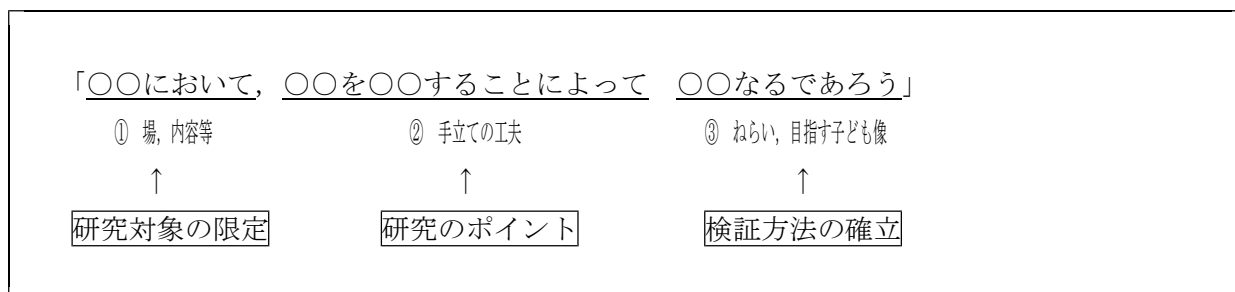 「○○において，○○を○○することによって　○○なるであろう」
① 場，内容等　② 手立ての工夫　③ ねらい，目指す子ども像
↑　↑　↑
研究対象の限定　研究のポイント　検証方法の確立